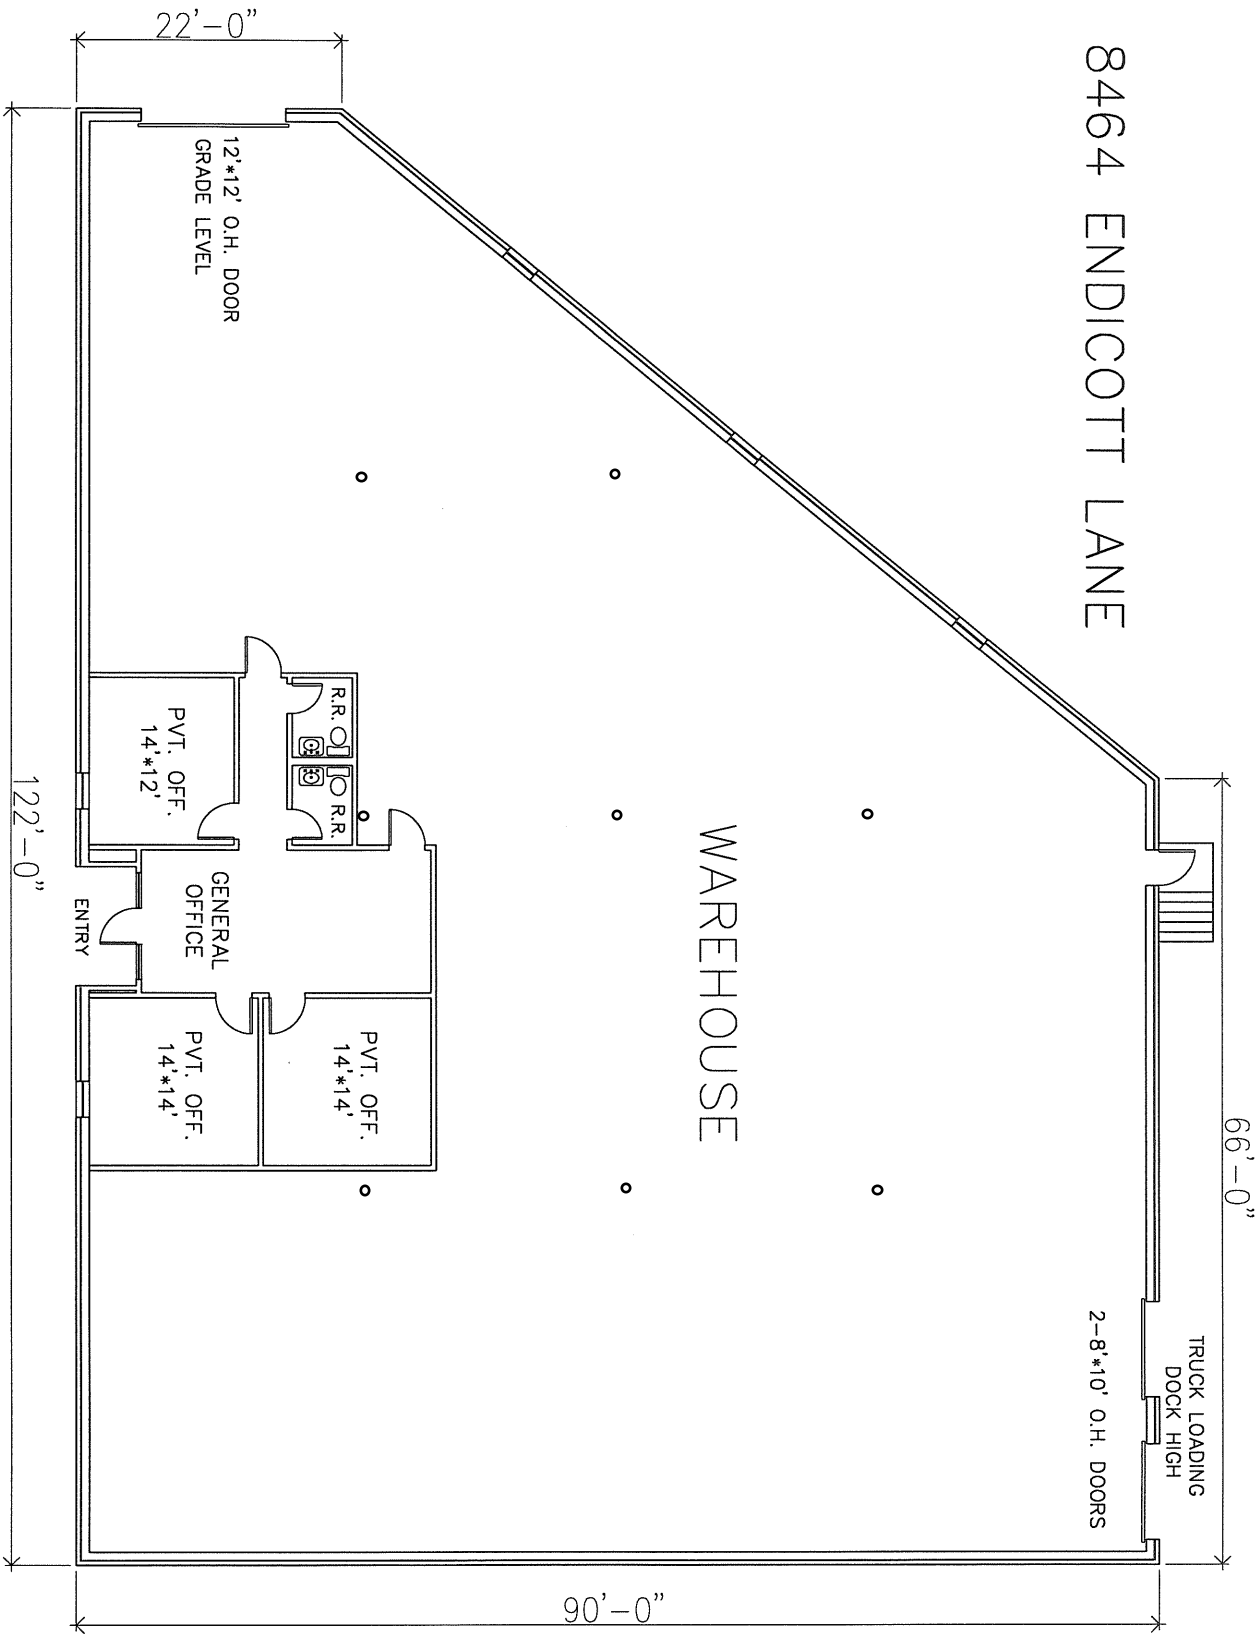 8464 ENDICOTT LANE
22'-0"
12'*12' O.H. DOOR
GRADE LEVEL
66'-0"
TRUCK LOADING
DOCK HIGH
2-8'*10' O.H. DOORS
WAREHOUSE
R.R.
R.R.
PVT. OFF.
14'*12'
GENERAL
OFFICE
PVT. OFF.
14'*14'
PVT. OFF.
14'*14'
ENTRY
122'-0"
90'-0"